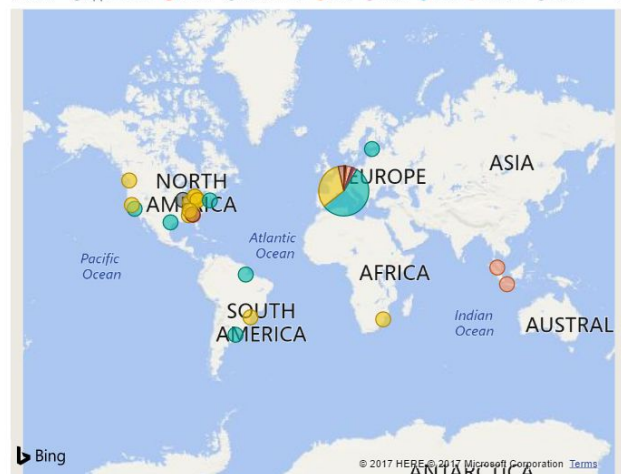 ASIA
NORTH
AMERICA
EUROPE
Atlantic
Ocean
Pacific
Ocean
AFRICA
SOUTH
AMERICA
Indian
Ocean
AUSTRAL
Bing
© 2017 HERE © 2017 Microsoft Corporation Terms
ANTARCTICA